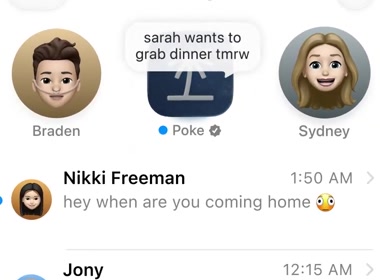 sarah wants to
grab dinner tmrw
Braden
Poke
Sydney
Nikki Freeman
1:50 AM
hey when are you coming home 😳
Jony
12:15 AM